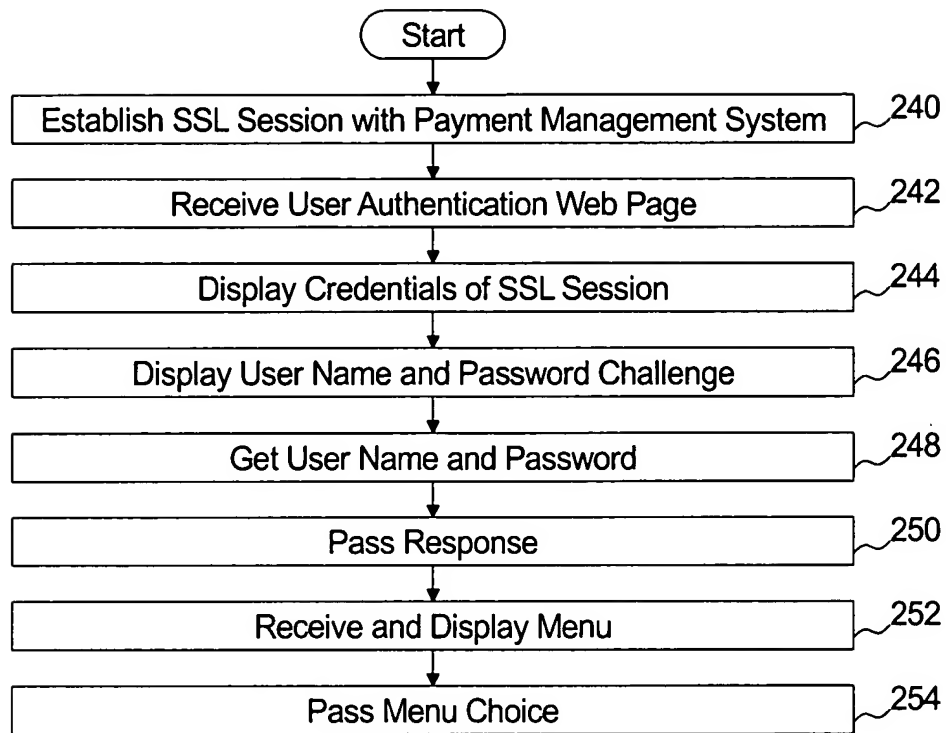 Start
Establish SSL Session with Payment Management System 240
Receive User Authentication Web Page 242
Display Credentials of SSL Session 244
Display User Name and Password Challenge 246
Get User Name and Password 248
Pass Response 250
Receive and Display Menu 252
Pass Menu Choice 254